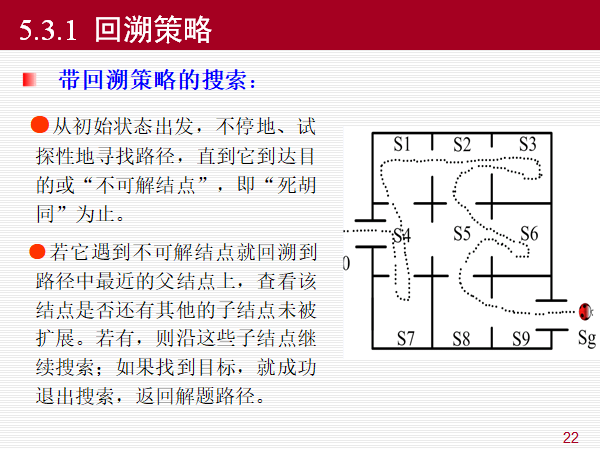 5.3.1 回溯策略
带回溯策略的搜索：
●从初始状态出发，不停地、试
探性地寻找路径，直到它到达目
的或“不可解结点”，即“死胡
同”为止。
●若它遇到不可解结点就回溯到
路径中最近的父结点上，查看该
结点是否还有其他的子结点未被
扩展。若有，则沿这些子结点继
续搜索；如果找到目标，就成功
退出搜索，返回解题路径。
S1 S2 S3
S4 S5 S6
0
S7 S8 S9 Sg
22